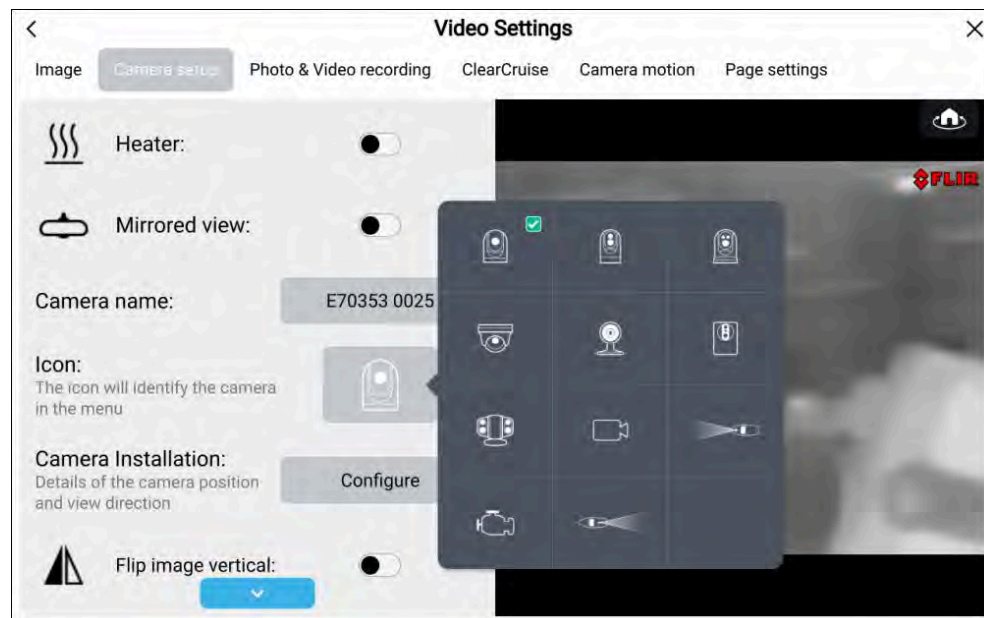 Video Settings
Image Camera setup Photo & Video recording ClearCruise Camera motion Page settings
Heater:
FLIR
Mirrored view:
Camera name: E70353 0025
Icon:
The icon will identify the camera
in the menu
Camera Installation:
Details of the camera position
and view direction
Configure
Flip image vertical: